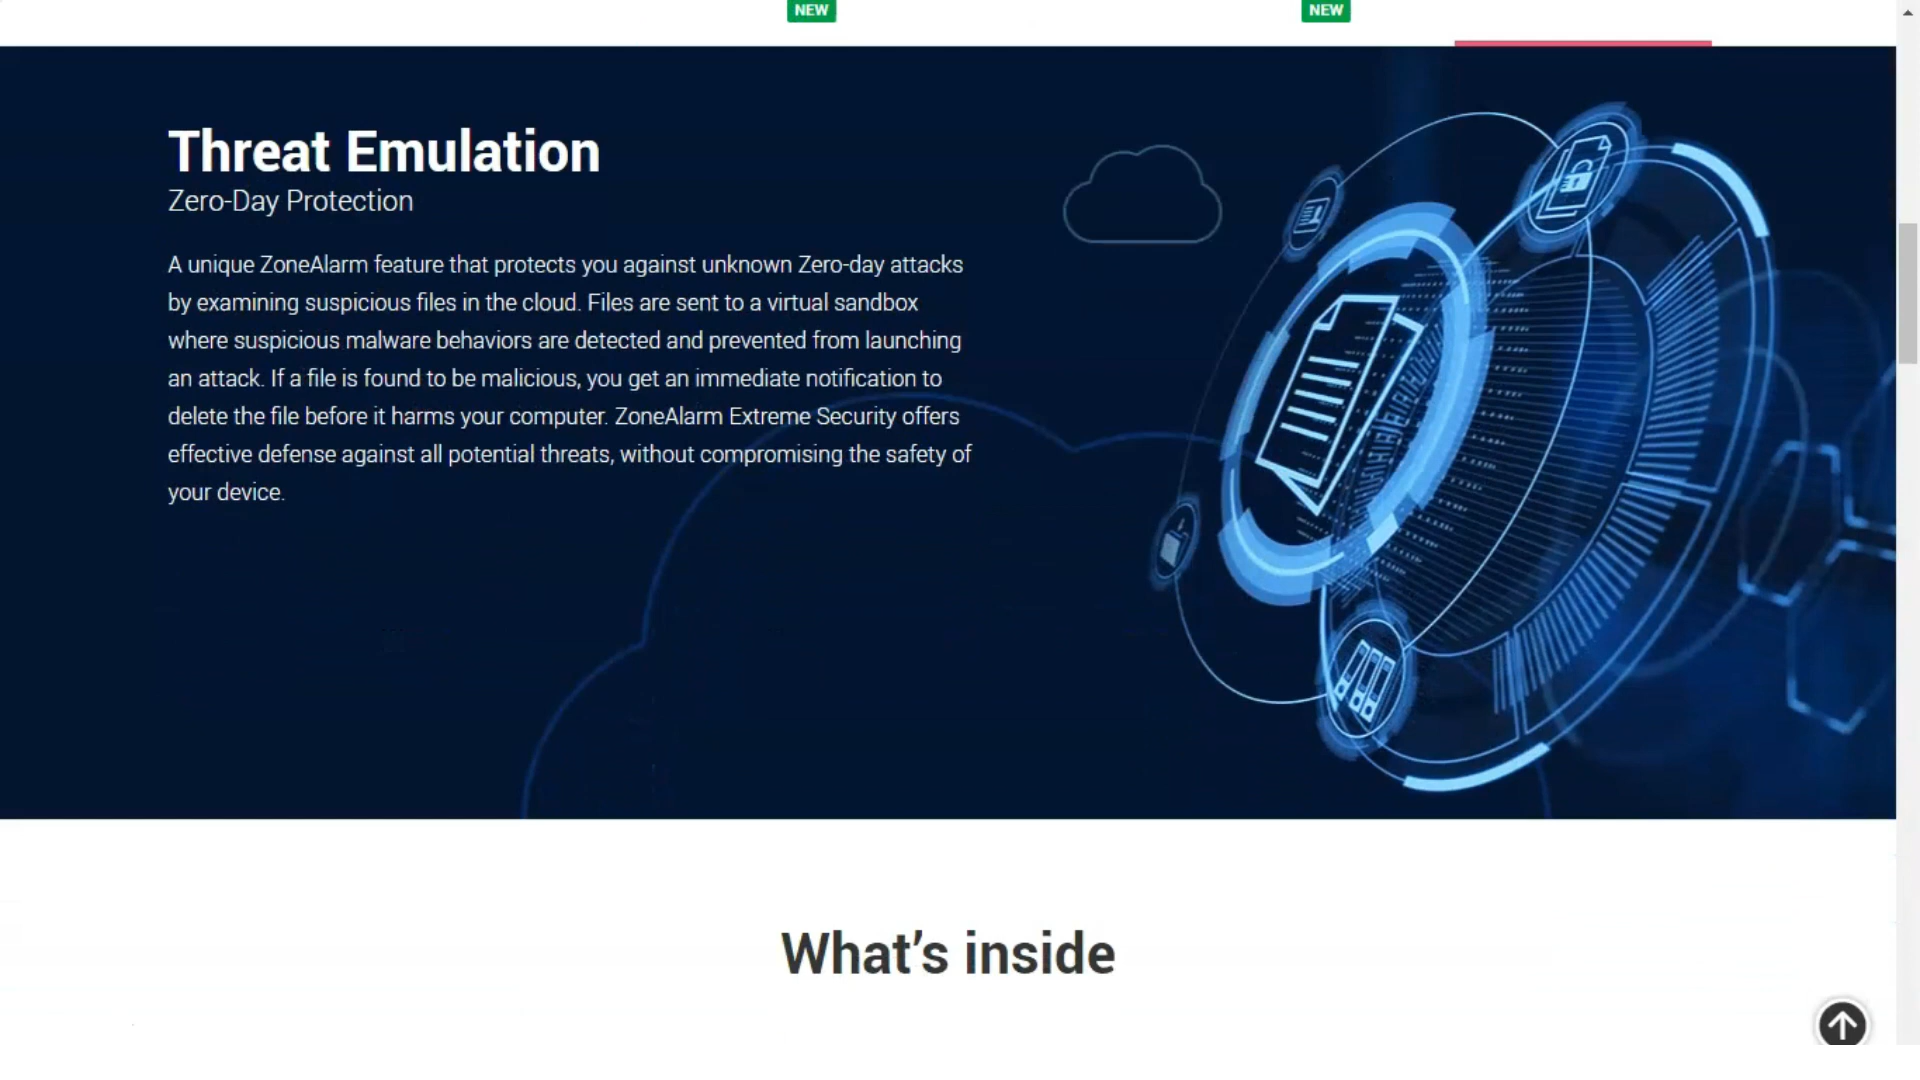 NEW
NEW
Threat Emulation
Zero-Day Protection
A unique ZoneAlarm feature that protects you against unknown Zero-day attacks
by examining suspicious files in the cloud. Files are sent to a virtual sandbox
where suspicious malware behaviors are detected and prevented from launching
an attack. If a file is found to be malicious, you get an immediate notification to
delete the file before it harms your computer. ZoneAlarm Extreme Security offers
effective defense against all potential threats, without compromising the safety of
your device.
What’s inside